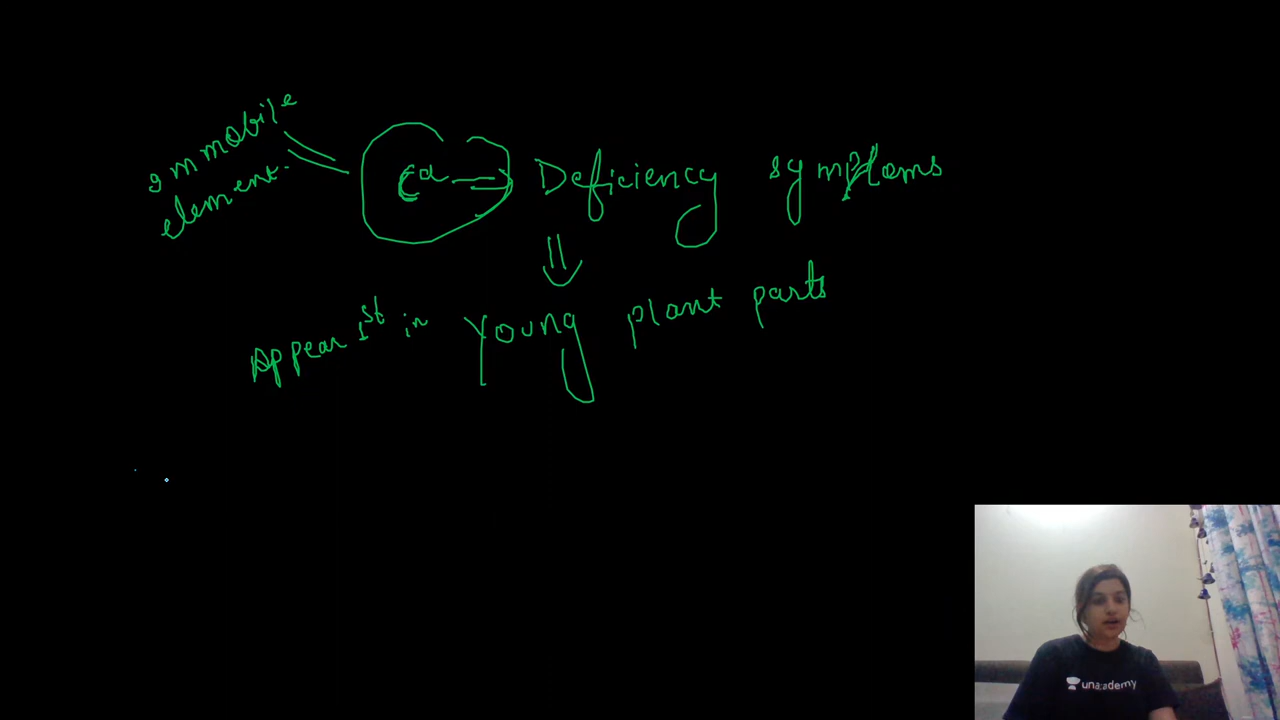 immobile
element.
Ca Deficiency symptoms
Appear 1st in Young plant parts
unacademy